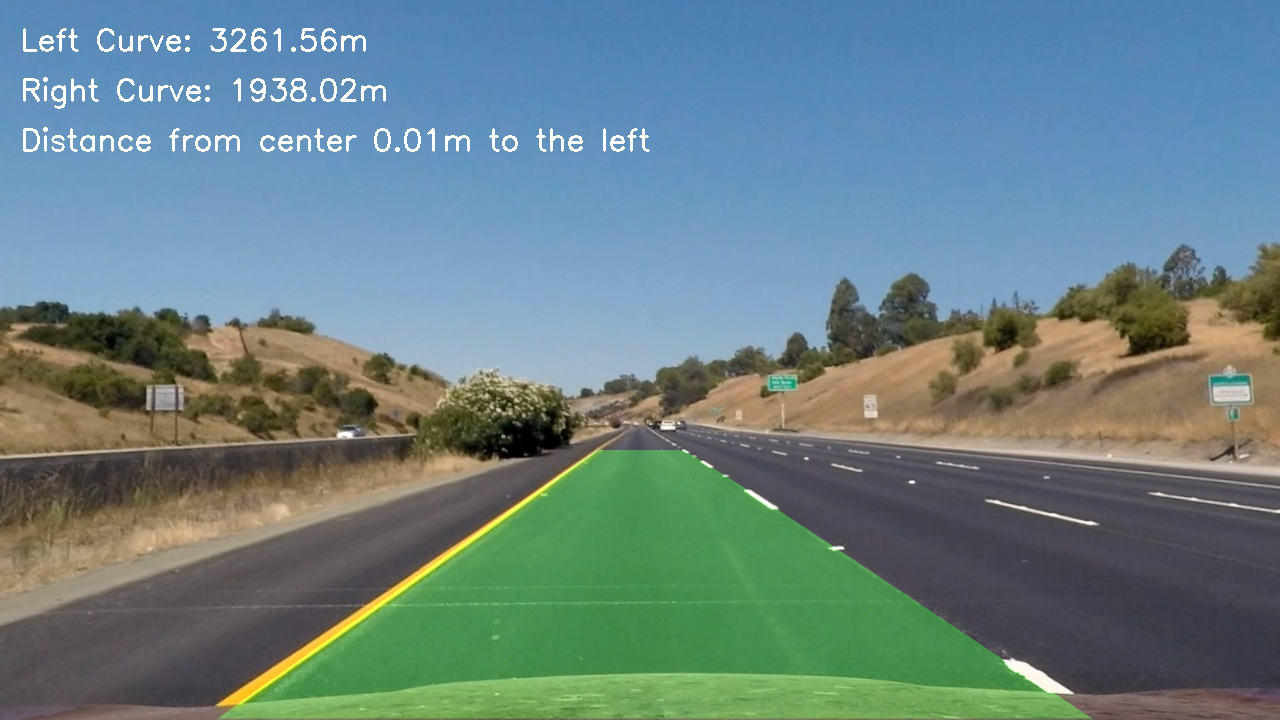 Left Curve: 3261.56m
Right Curve: 1938.02m
Distance from center 0.01m to the left